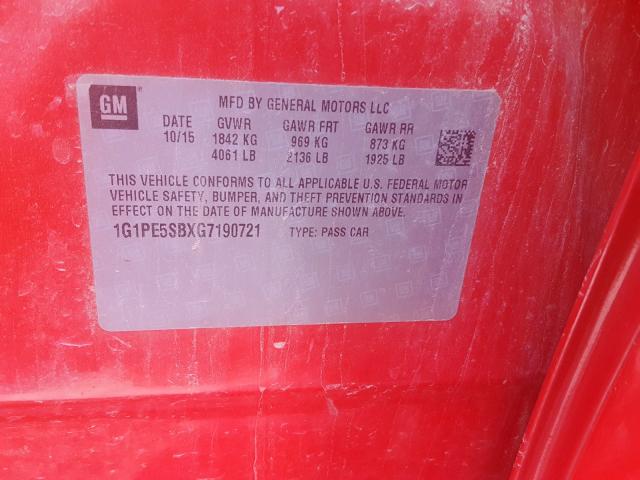 GM
MFD BY GENERAL MOTORS LLC
DATE GVWR GAWR FRT GAWR RR
10/15 1842 KG 969 KG 873 KG
4061 LB 2136 LB 1925 LB
THIS VEHICLE CONFORMS TO ALL APPLICABLE U.S. FEDERAL MOTOR
VEHICLE SAFETY, BUMPER, AND THEFT PREVENTION STANDARDS IN
EFFECT ON THE DATE OF MANUFACTURE SHOWN ABOVE.
1G1PE5SBXG7190721 TYPE: PASS CAR